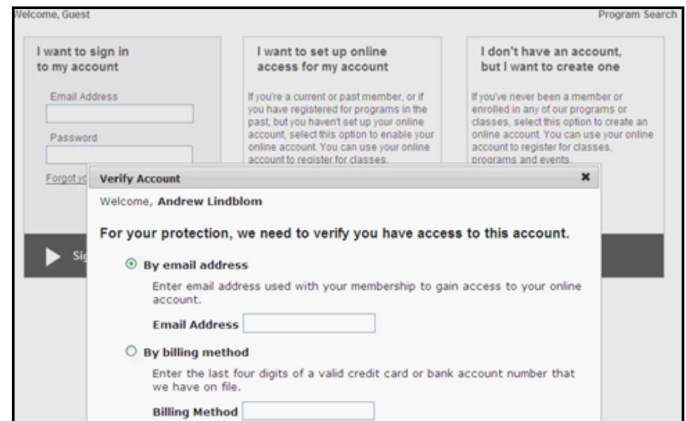 Welcome, Guest
Program Search
I want to sign in
to my account
Email Address
Password
Forgot
I want to set up online
access for my account
If you're a current or past member, or if
you have registered for programs in the
past, but you haven't set up your online
account, select this option to enable your
online account. You can use your online
account to register for classes,
I don't have an account,
but I want to create one
If you've never been a member or
enrolled in any of our programs or
classes, select this option to create an
online account. You can use your online
account to register for classes,
programs and events.
Verify Account
Welcome, Andrew Lindblom
For your protection, we need to verify you have access to this account.
By email address
Enter email address used with your membership to gain access to your online
account.
Email Address
By billing method
Enter the last four digits of a valid credit card or bank account number that
we have on file.
Billing Method